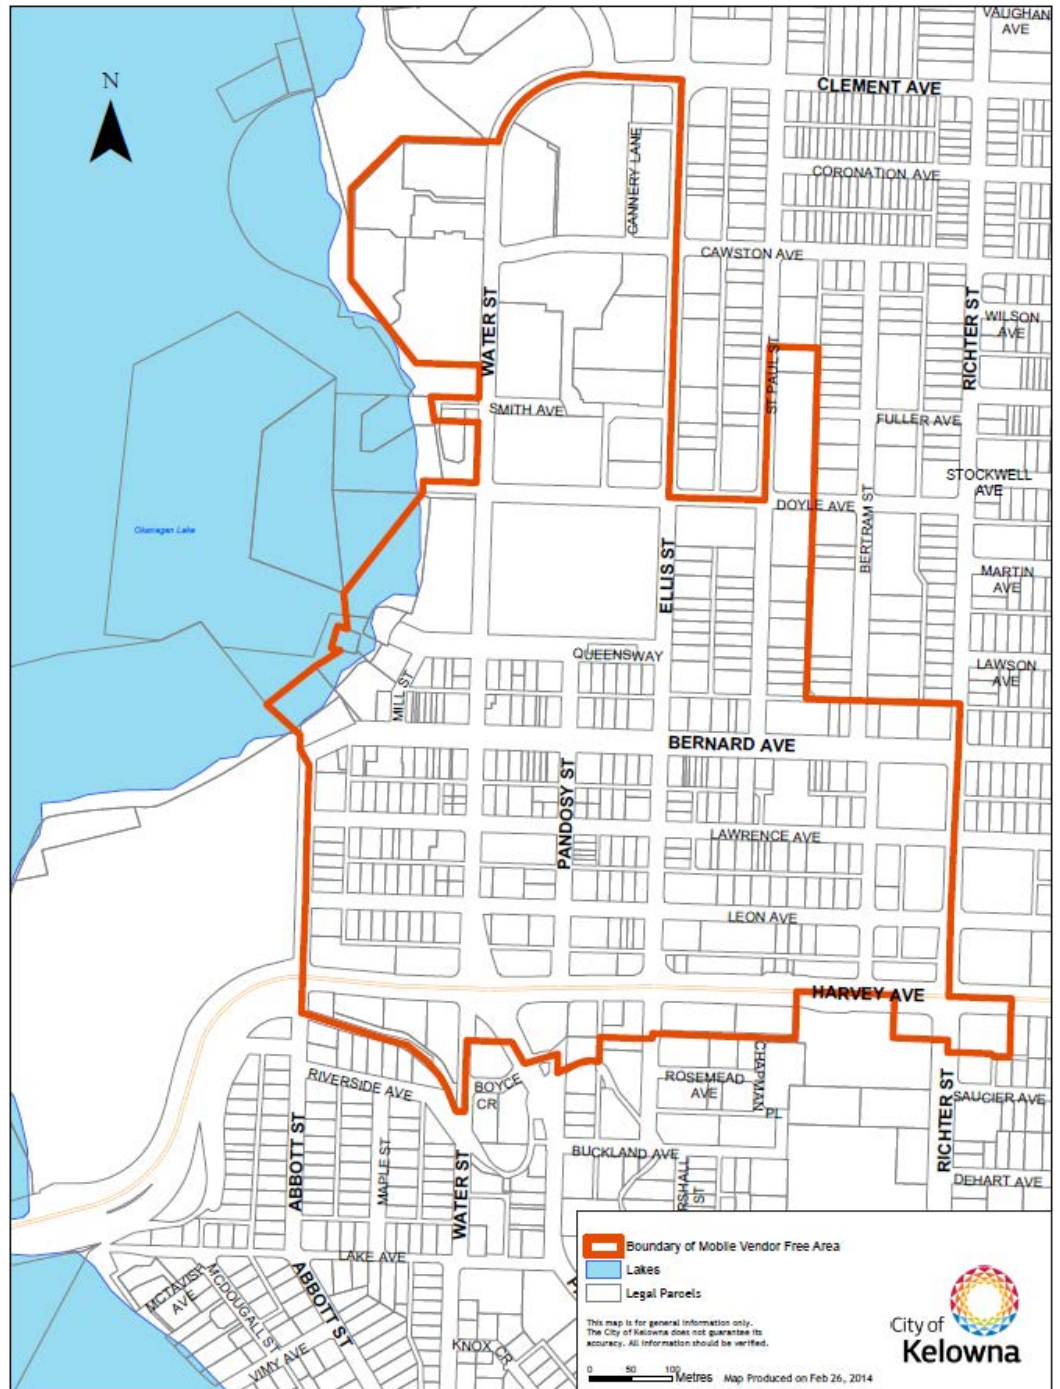 VAUGHAN
AVE
N
CLEMENT AVE
CANNERY LANE
CORONATION AVE
CAWSTON AVE
WATER ST
RICHTER ST
WILSON
AVE
ST PAUL ST
SMITH AVE
FULLER AVE
STOCKWELL
AVE
DOYLE AVE
BERTRAM ST
Okanagan Lake
ELLIS ST
MARTIN
AVE
QUEENSWAY
LAWSON
AVE
MILL ST
BERNARD AVE
PANDOSY ST
LAWRENCE AVE
LEON AVE
HARVEY AVE
RIVERSIDE AVE
BOYCE
CR
ROSEMEAD
AVE
CHAPMAN
PL
SAUCIER AVE
RICHTER ST
ABBOTT ST
MAPLE ST
WATER ST
BUCKLAND AVE
RSHALL
ST
DEHART AVE
LAKE AVE
MCTAVISH
AVE
MCDOUGALL ST
ABBOTT ST
VIMY AVE
KNOX CR
Boundary of Mobile Vendor Free Area
Lakes
Legal Parcels
This map is for general information only.
The City of Kelowna does not guarantee its
accuracy. All information should be verified.
0 50 100
Metres Map Produced on Feb 26, 2014
City of
Kelowna